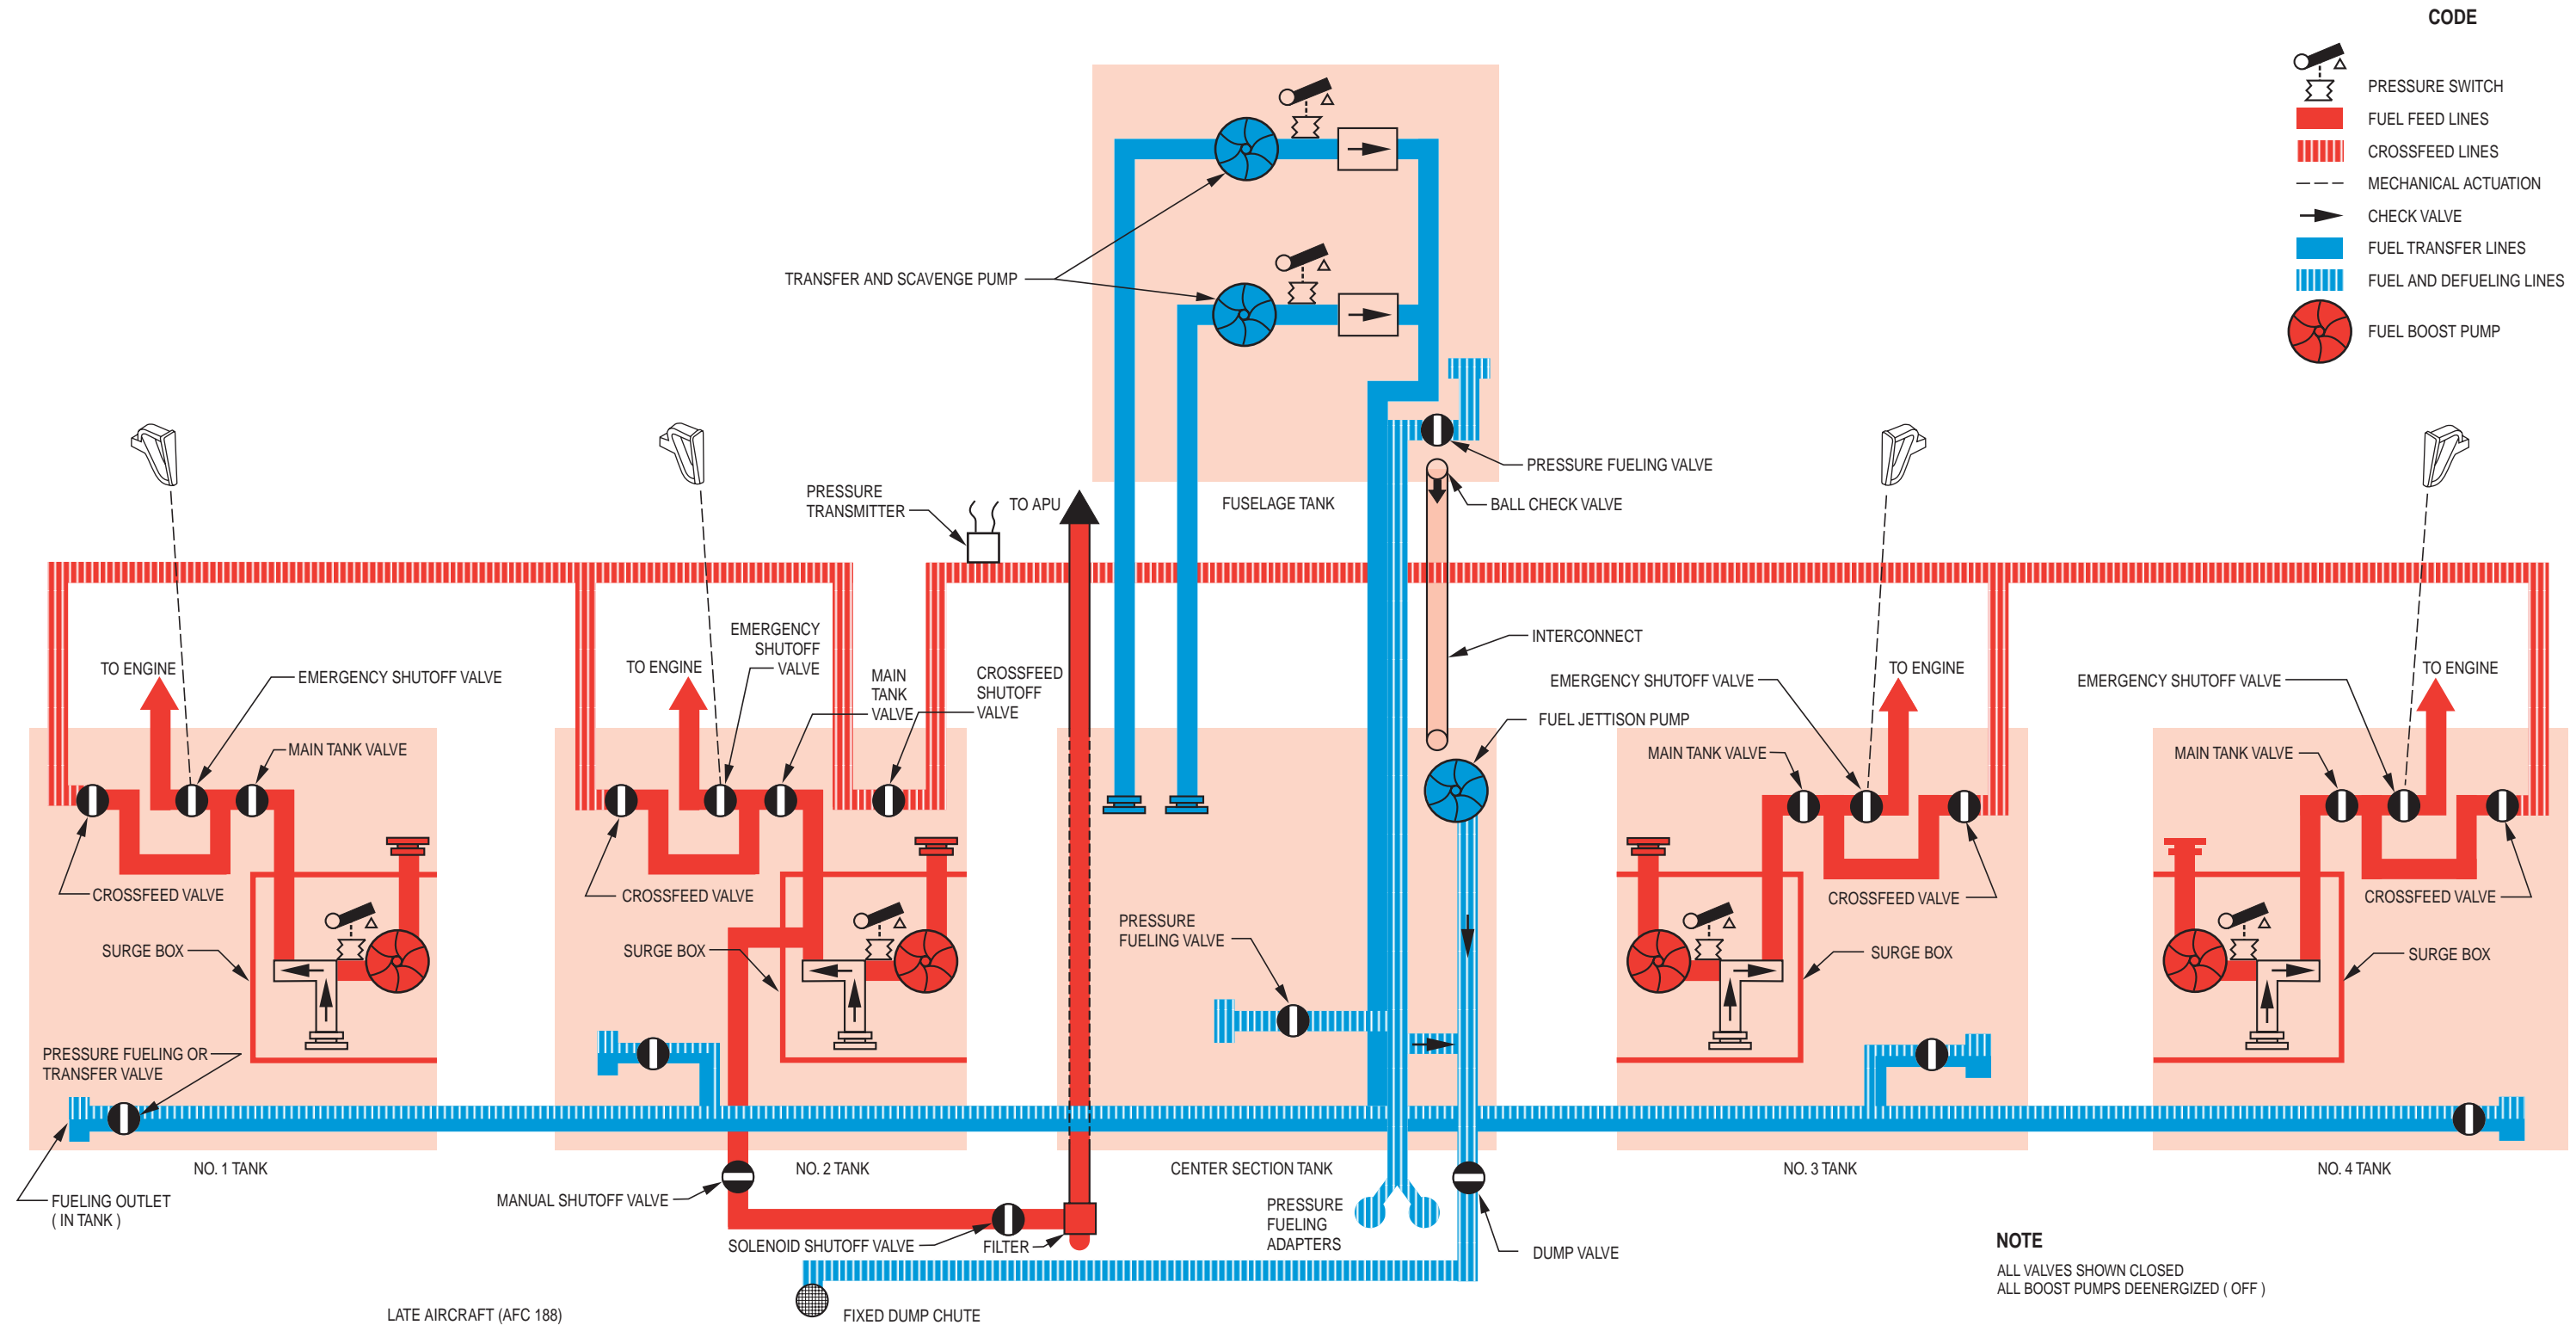 CODE
PRESSURE SWITCH
FUEL FEED LINES
CROSSFEED LINES
MECHANICAL ACTUATION
CHECK VALVE
FUEL TRANSFER LINES
FUEL AND DEFUELING LINES
FUEL BOOST PUMP
TRANSFER AND SCAVENGE PUMP
PRESSURE FUELING VALVE
BALL CHECK VALVE
FUSELAGE TANK
PRESSURE
TRANSMITTER
TO APU
INTERCONNECT
FUEL JETTISON PUMP
TO ENGINE
EMERGENCY SHUTOFF VALVE
MAIN TANK VALVE
CROSSFEED VALVE
SURGE BOX
PRESSURE FUELING OR
TRANSFER VALVE
NO. 1 TANK
FUELING OUTLET
( IN TANK )
TO ENGINE
EMERGENCY
SHUTOFF
VALVE
MAIN
TANK
VALVE
CROSSFEED
SHUTOFF
VALVE
CROSSFEED VALVE
SURGE BOX
NO. 2 TANK
MANUAL SHUTOFF VALVE
SOLENOID SHUTOFF VALVE
FILTER
PRESSURE
FUELING VALVE
CENTER SECTION TANK
PRESSURE
FUELING
ADAPTERS
DUMP VALVE
FIXED DUMP CHUTE
TO ENGINE
EMERGENCY SHUTOFF VALVE
MAIN TANK VALVE
CROSSFEED VALVE
SURGE BOX
NO. 3 TANK
TO ENGINE
EMERGENCY SHUTOFF VALVE
MAIN TANK VALVE
CROSSFEED VALVE
SURGE BOX
NO. 4 TANK
NOTE
ALL VALVES SHOWN CLOSED
ALL BOOST PUMPS DEENERGIZED ( OFF )
LATE AIRCRAFT (AFC 188)